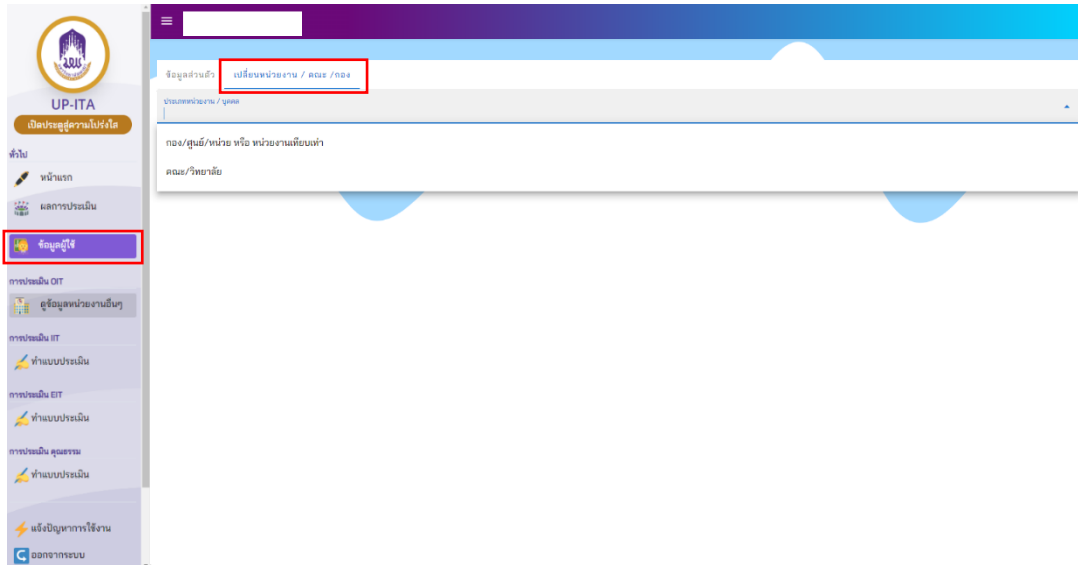 UP-ITA
เปิดประตูสู่ความโปร่งใส
ทั่วไป
หน้าแรก
ผลการประเมิน
ข้อมูลผู้ใช้
การประเมิน OIT
ดูข้อมูลหน่วยงานอื่นๆ
การประเมิน IIT
ทำแบบประเมิน
การประเมิน EIT
ทำแบบประเมิน
การประเมิน คุณธรรม
ทำแบบประเมิน
แจ้งปัญหาการใช้งาน
ออกจากระบบ
ข้อมูลส่วนตัว
เปลี่ยนหน่วยงาน / คณะ /กอง
ประเภทหน่วยงาน / บุคคล
กอง/ศูนย์/หน่วย หรือ หน่วยงานเทียบเท่า
คณะ/วิทยาลัย